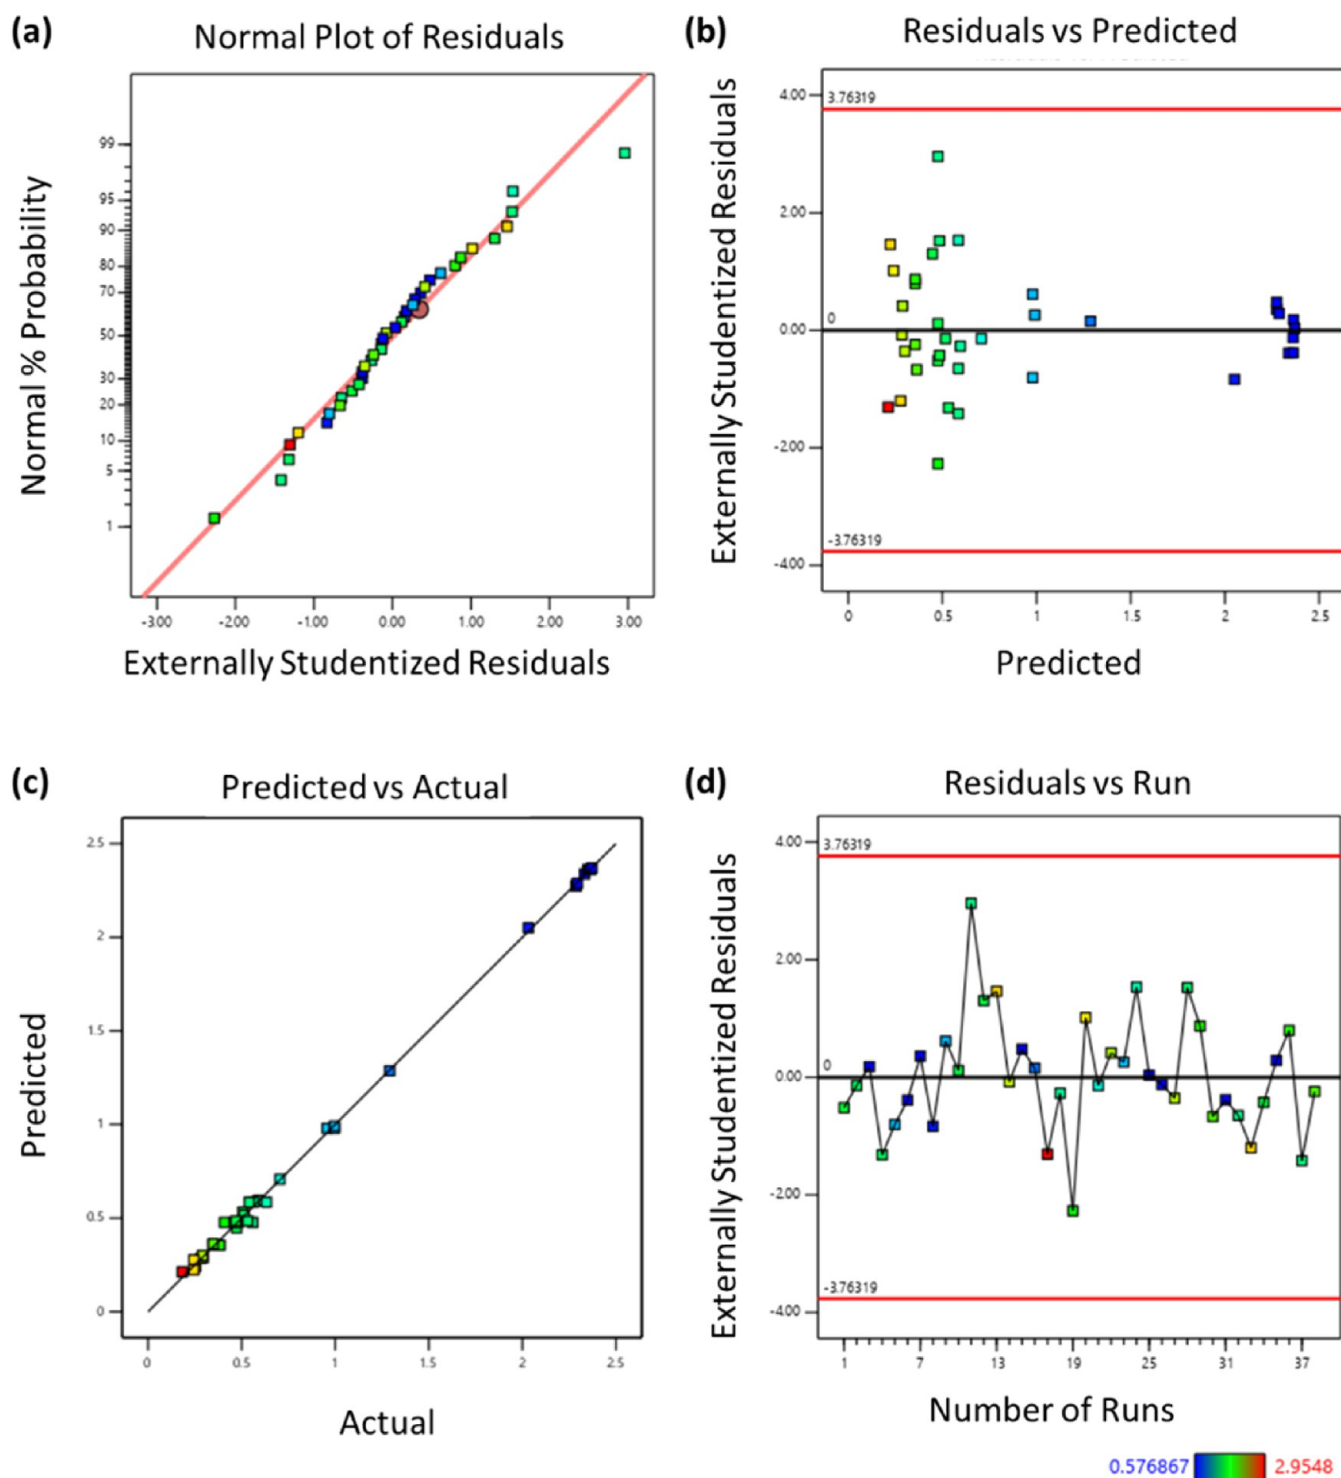 (a)
Normal Plot of Residuals
Normal % Probability
99
95
90
80
70
50
30
20
10
5
1
-3.00 -2.00 -1.00 0.00 1.00 2.00 3.00
Externally Studentized Residuals
(b)
Residuals vs Predicted
Externally Studentized Residuals
4.00
3.76319
2.00
0
0.00
-2.00
-3.76319
-4.00
0 0.5 1 1.5 2 2.5
Predicted
(c)
Predicted vs Actual
Predicted
2.5
2
1.5
1
0.5
0
0 0.5 1 1.5 2 2.5
Actual
(d)
Residuals vs Run
Externally Studentized Residuals
4.00
3.76319
2.00
0
0.00
-2.00
-3.76319
-4.00
1 7 13 19 25 31 37
Number of Runs
0.576867 2.9548